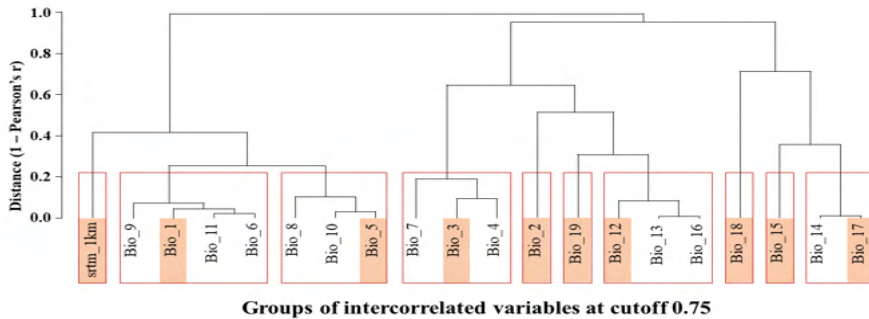 Distance (1 – Pearson's r)
1.0
0.8
0.6
0.4
0.2
0.0
srtm_1km
Bio_9
Bio_1
Bio_11
Bio_6
Bio_8
Bio_10
Bio_5
Bio_7
Bio_3
Bio_4
Bio_2
Bio_19
Bio_12
Bio_13
Bio_16
Bio_18
Bio_15
Bio_14
Bio_17
Groups of intercorrelated variables at cutoff 0.75